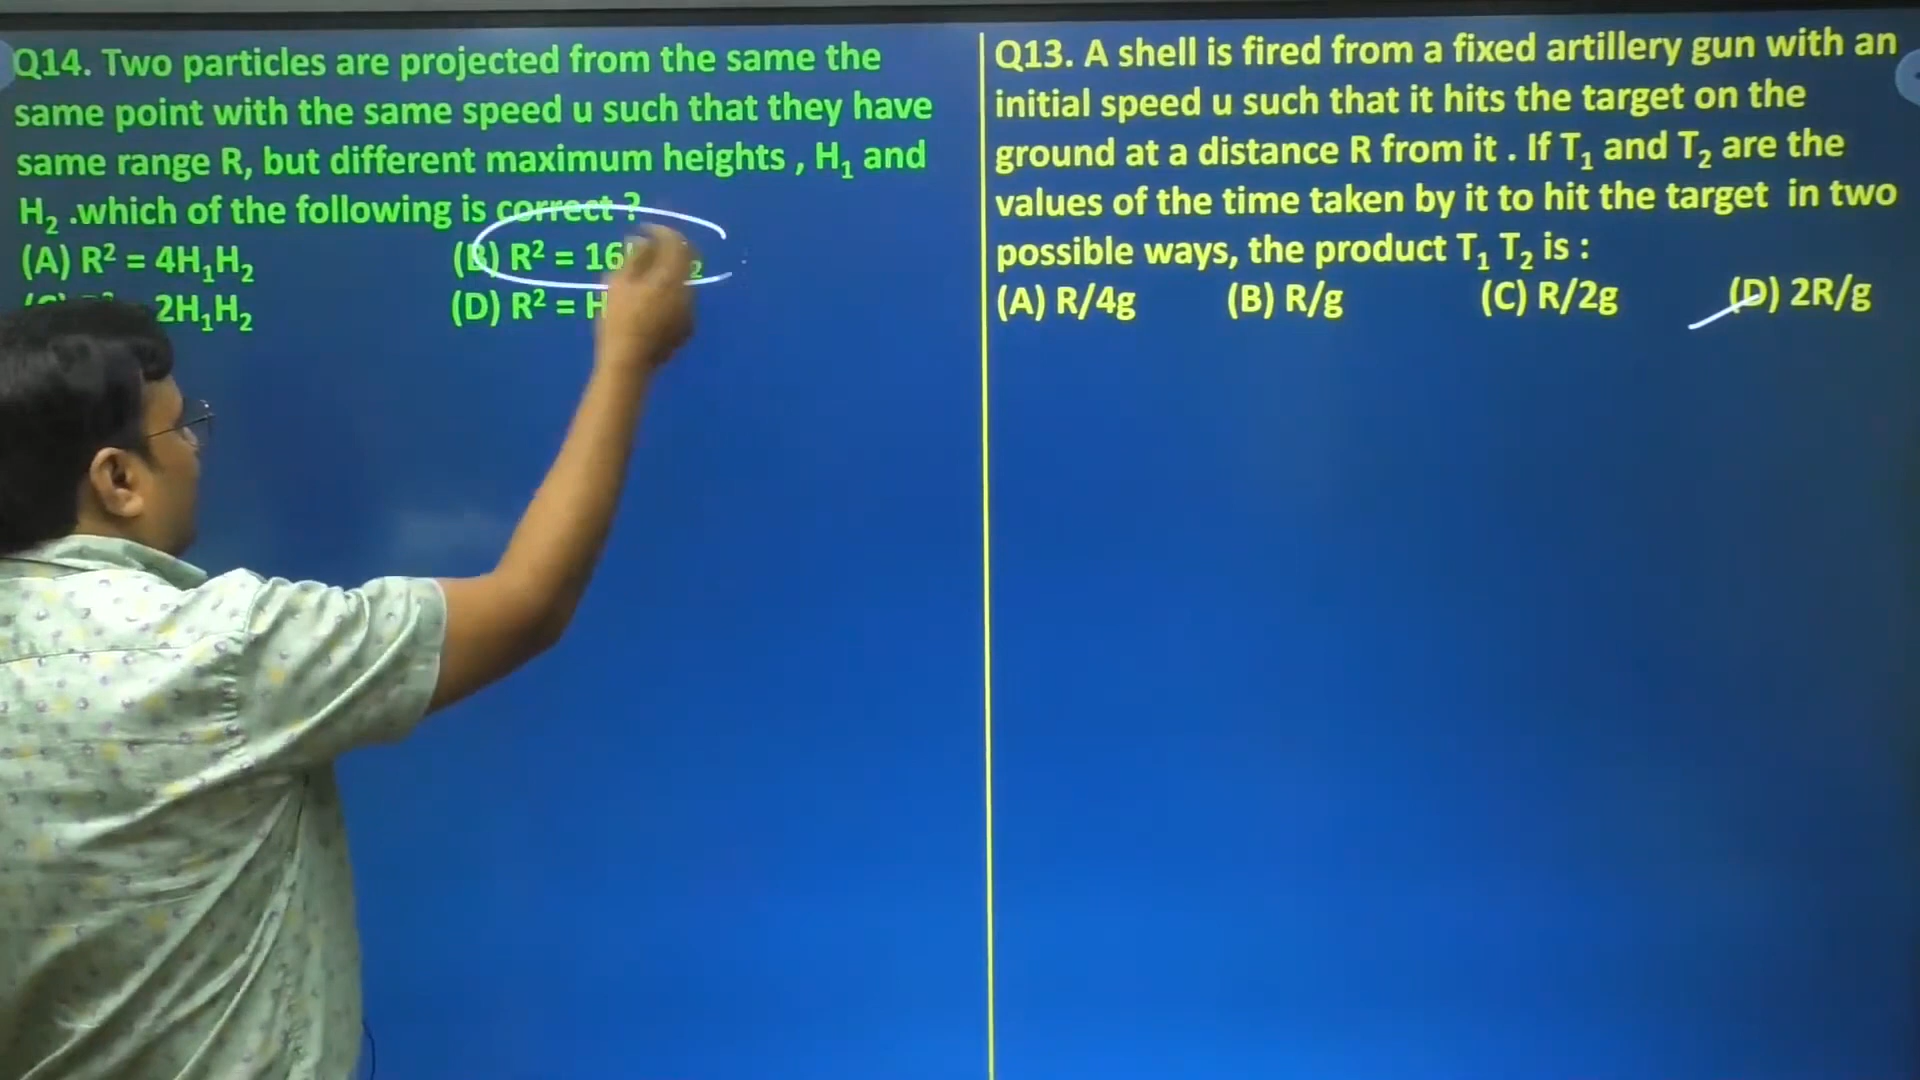 Q14. Two particles are projected from the same the
same point with the same speed u such that they have
same range R, but different maximum heights , H₁ and
H₂ .which of the following is correct ?
(A) R² = 4H₁H₂ (B) R² = 16
2H₁H₂ (D) R² = H
Q13. A shell is fired from a fixed artillery gun with an
initial speed u such that it hits the target on the
ground at a distance R from it . If T₁ and T₂ are the
values of the time taken by it to hit the target in two
possible ways, the product T₁ T₂ is :
(A) R/4g (B) R/g (C) R/2g (D) 2R/g